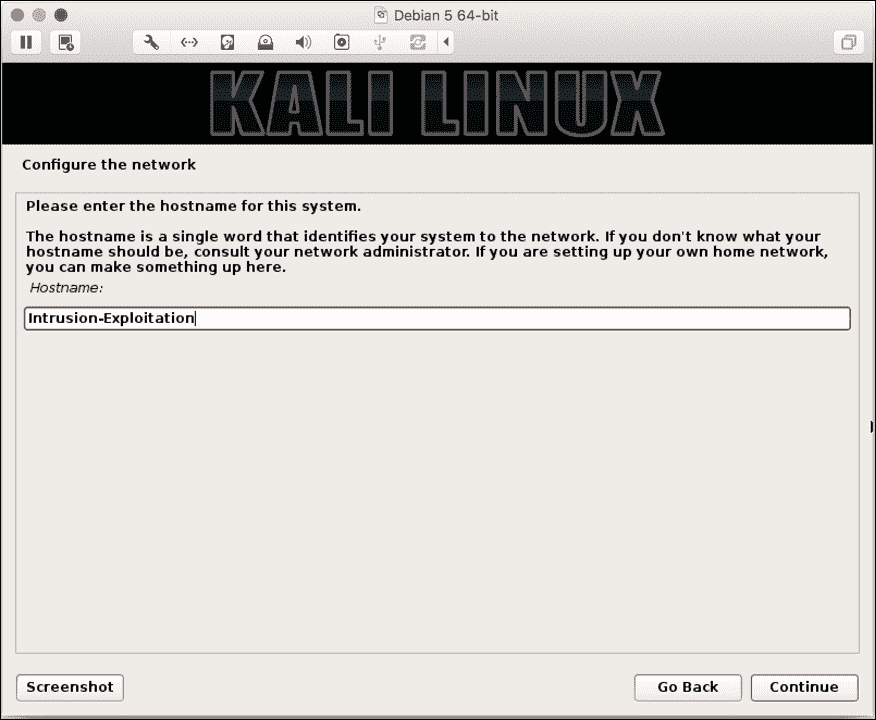 Debian 5 64-bit
KALI LINUX
Configure the network
Please enter the hostname for this system.
The hostname is a single word that identifies your system to the network. If you don't know what your
hostname should be, consult your network administrator. If you are setting up your own home network,
you can make something up here.
Hostname:
Intrusion-Exploitation
Screenshot
Go Back
Continue